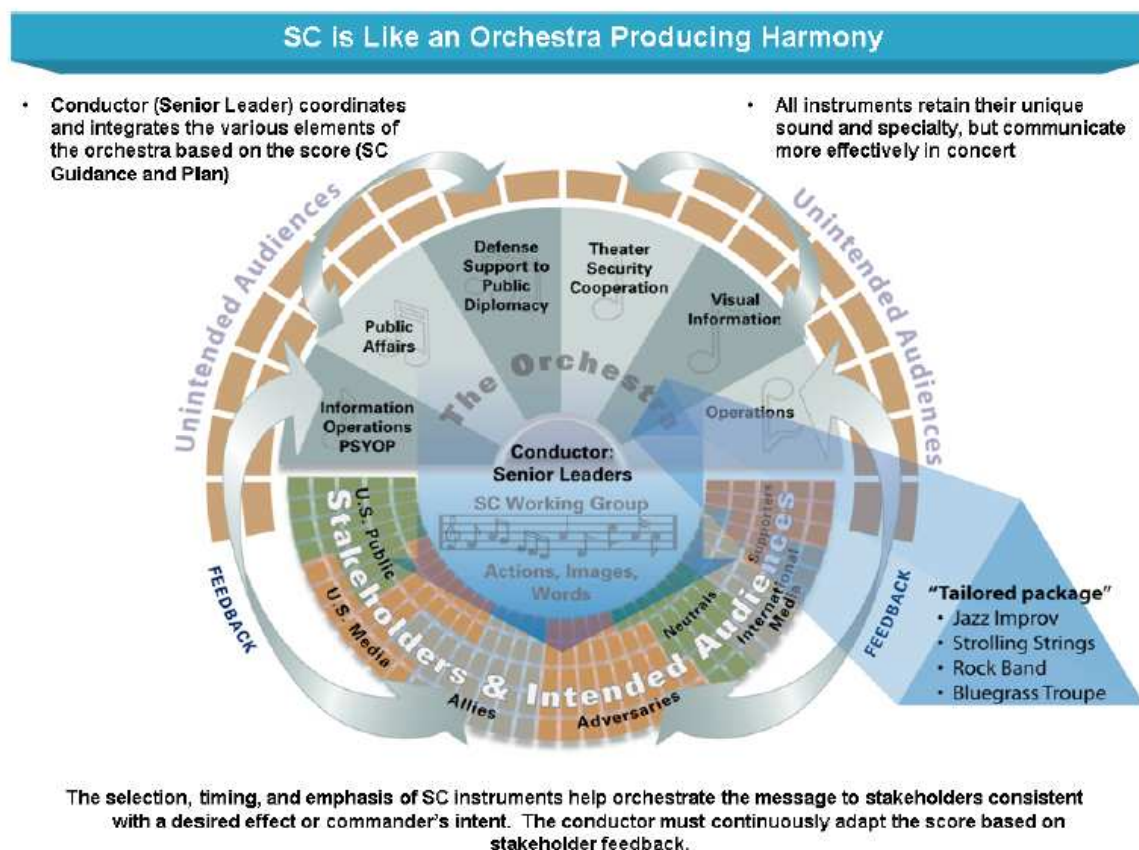 SC is Like an Orchestra Producing Harmony
• Conductor (Senior Leader) coordinates
and integrates the various elements of
the orchestra based on the score (SC
Guidance and Plan)
• All instruments retain their unique
sound and specialty, but communicate
more effectively in concert
Unintended Audiences
Unintended Audiences
Defense
Support to
Public
Diplomacy
Theater
Security
Cooperation
Visual
Information
Public
Affairs
The Orchestra
Information
Operations
PSYOP
Operations
Conductor:
Senior Leaders
SC Working Group
Actions, Images,
Words
Stakeholders & Intended Audiences
U.S. Public
U.S. Media
Allies
Adversaries
Neutrals
International
Media
Supporters
FEEDBACK
FEEDBACK
"Tailored package"
• Jazz Improv
• Strolling Strings
• Rock Band
• Bluegrass Troupe
The selection, timing, and emphasis of SC instruments help orchestrate the message to stakeholders consistent
with a desired effect or commander's intent. The conductor must continuously adapt the score based on
stakeholder feedback.